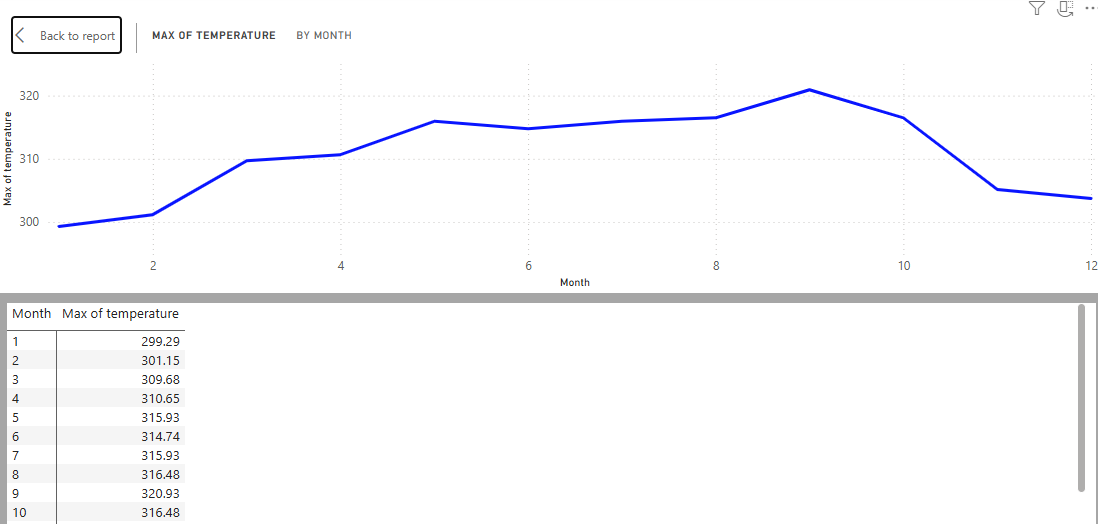 Back to report
MAX OF TEMPERATURE BY MONTH
320
310
300
Max of temperature
2 4 6 8 10 12
Month
Month Max of temperature
1 299.29
2 301.15
3 309.68
4 310.65
5 315.93
6 314.74
7 315.93
8 316.48
9 320.93
10 316.48